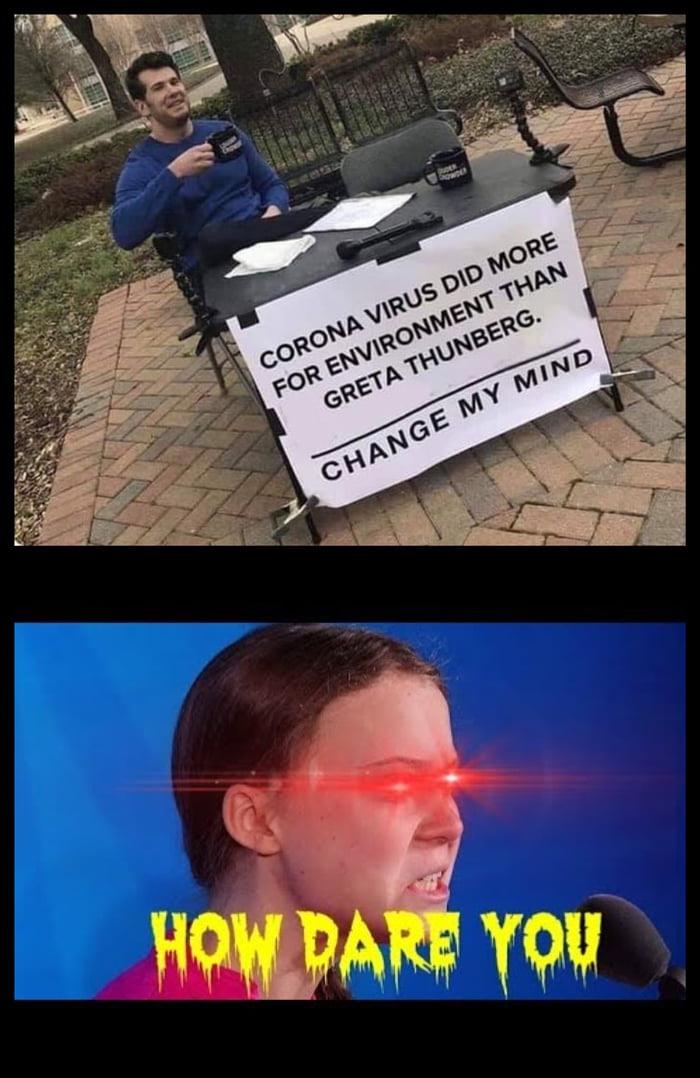 CORONA VIRUS DID MORE
FOR ENVIRONMENT THAN
GRETA THUNBERG.
CHANGE MY MIND
HOW DARE YOU